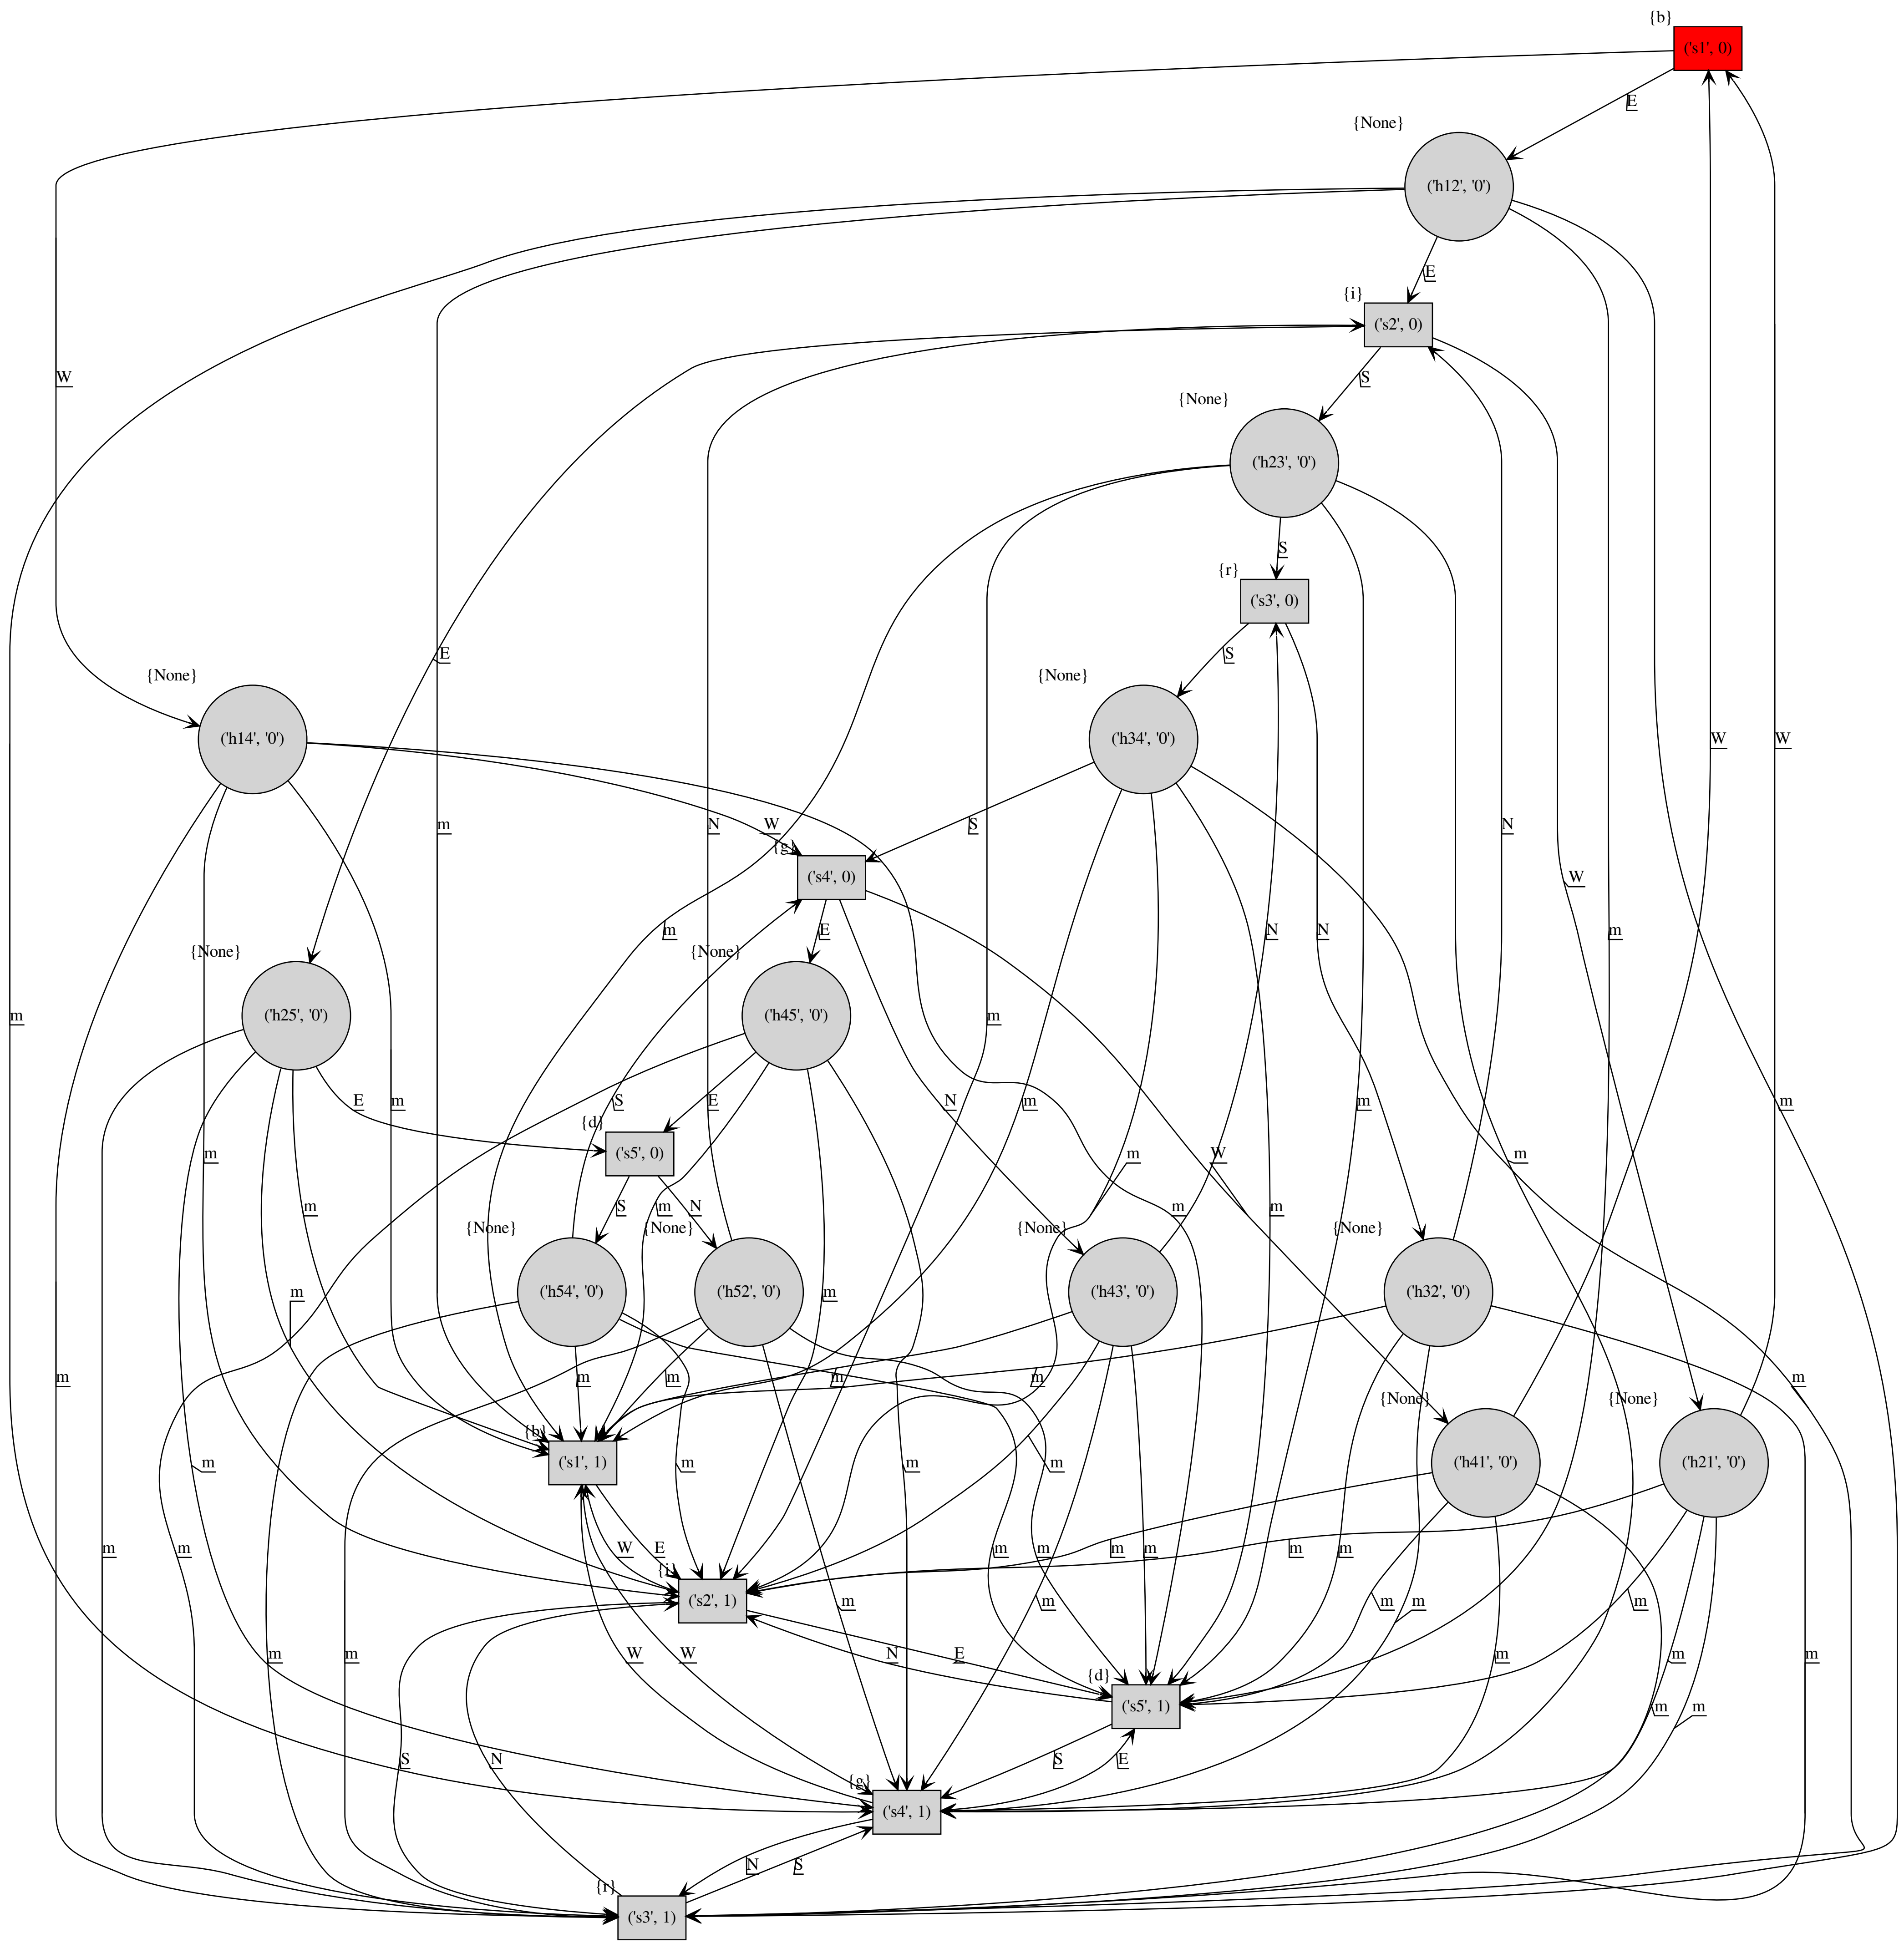 {b}
('s1', 0)
E
{None}
('h12', '0')
E
{i}
('s2', 0)
W
S
{None}
('h23', '0')
S
{r}
('s3', 0)
E
S
{None}
('h14', '0')
{None}
('h34', '0')
W
W
m
N
W
S
N
{g}
('s4', 0)
W
m
E
N
N
m
{None}
('h25', '0')
{None}
('h45', '0')
m
m
E
m
S
E
N
m
m
m
{d}
('s5', 0)
m
m
W
m
S
m
N
m
m
{None}
('h54', '0')
{None}
('h52', '0')
{None}
('h43', '0')
{None}
('h32', '0')
m
m
m
m
m
m
m
m
{b}
('s1', 1)
{None}
('h41', '0')
{None}
('h21', '0')
m
m
m
m
m
m
W
E
m
m
m
m
m
m
{i}
('s2', 1)
m
m
m
m
m
m
m
W
W
N
E
m
m
m
{d}
('s5', 1)
m
m
S
N
S
E
{g}
('s4', 1)
N
S
{r}
('s3', 1)